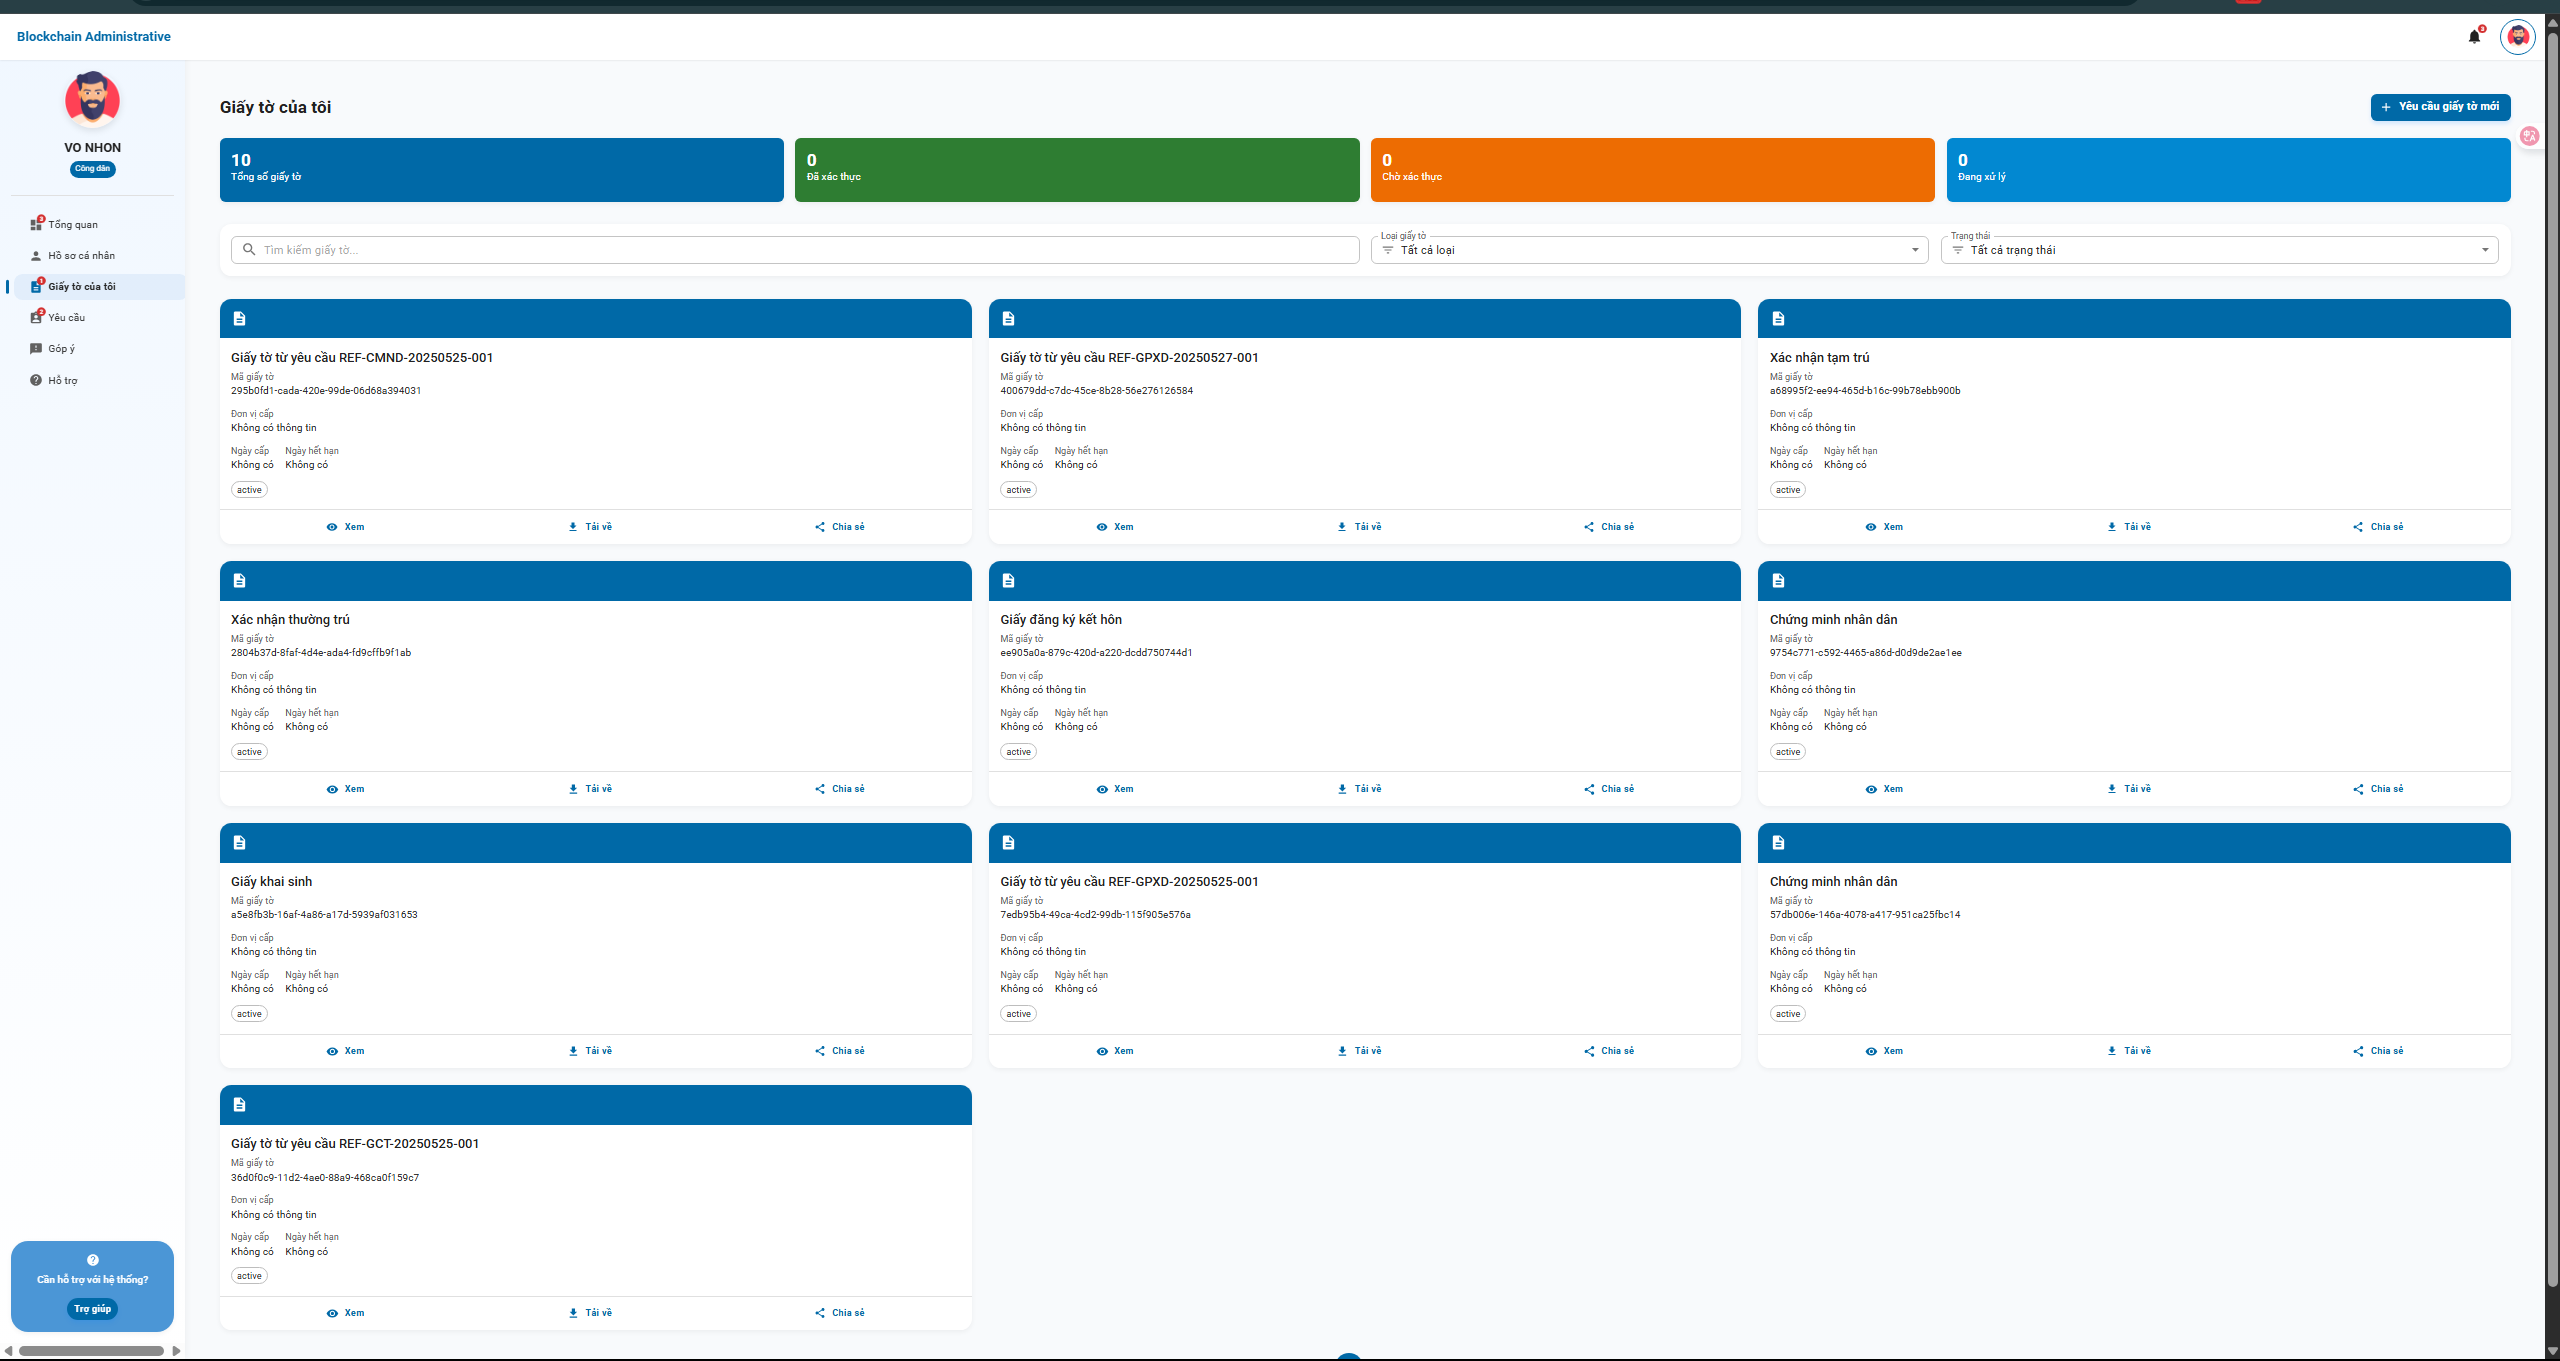 Blockchain Administrative
3
VO NHON
Công dân
3
Tổng quan
Hồ sơ cá nhân
1
Giấy tờ của tôi
2
Yêu cầu
Góp ý
Hỗ trợ
Cần hỗ trợ với hệ thống?
Trợ giúp
Giấy tờ của tôi
Yêu cầu giấy tờ mới
10
Tổng số giấy tờ
0
Đã xác thực
0
Chờ xác thực
0
Đang xử lý
Tìm kiếm giấy tờ...
Loại giấy tờ
Tất cả loại
Trạng thái
Tất cả trạng thái
Giấy tờ từ yêu cầu REF-CMND-20250525-001
Mã giấy tờ
295b0fd1-cada-420e-99de-06d68a394031
Đơn vị cấp
Không có thông tin
Ngày cấp Ngày hết hạn
Không có Không có
active
Xem Tải về Chia sẻ
Giấy tờ từ yêu cầu REF-GPXD-20250527-001
Mã giấy tờ
400679dd-c7dc-45ce-8b28-56e276126584
Đơn vị cấp
Không có thông tin
Ngày cấp Ngày hết hạn
Không có Không có
active
Xem Tải về Chia sẻ
Xác nhận tạm trú
Mã giấy tờ
a68995f2-ee94-465d-b16c-99b78ebb900b
Đơn vị cấp
Không có thông tin
Ngày cấp Ngày hết hạn
Không có Không có
active
Xem Tải về Chia sẻ
Xác nhận thường trú
Mã giấy tờ
2804b37d-8faf-4d4e-ada4-fd9cffb9f1ab
Đơn vị cấp
Không có thông tin
Ngày cấp Ngày hết hạn
Không có Không có
active
Xem Tải về Chia sẻ
Giấy đăng ký kết hôn
Mã giấy tờ
ee905a0a-879c-420d-a220-dcdd750744d1
Đơn vị cấp
Không có thông tin
Ngày cấp Ngày hết hạn
Không có Không có
active
Xem Tải về Chia sẻ
Chứng minh nhân dân
Mã giấy tờ
9754c771-c592-4465-a86d-d0d9de2ae1ee
Đơn vị cấp
Không có thông tin
Ngày cấp Ngày hết hạn
Không có Không có
active
Xem Tải về Chia sẻ
Giấy khai sinh
Mã giấy tờ
a5e8fb3b-16af-4a86-a17d-5939af031653
Đơn vị cấp
Không có thông tin
Ngày cấp Ngày hết hạn
Không có Không có
active
Xem Tải về Chia sẻ
Giấy tờ từ yêu cầu REF-GPXD-20250525-001
Mã giấy tờ
7edb95b4-49ca-4cd2-99db-115f905e576a
Đơn vị cấp
Không có thông tin
Ngày cấp Ngày hết hạn
Không có Không có
active
Xem Tải về Chia sẻ
Chứng minh nhân dân
Mã giấy tờ
57db006e-146a-4078-a417-951ca25fbc14
Đơn vị cấp
Không có thông tin
Ngày cấp Ngày hết hạn
Không có Không có
active
Xem Tải về Chia sẻ
Giấy tờ từ yêu cầu REF-GCT-20250525-001
Mã giấy tờ
36d0f0c9-11d2-4ae0-88a9-468ca0f159c7
Đơn vị cấp
Không có thông tin
Ngày cấp Ngày hết hạn
Không có Không có
active
Xem Tải về Chia sẻ